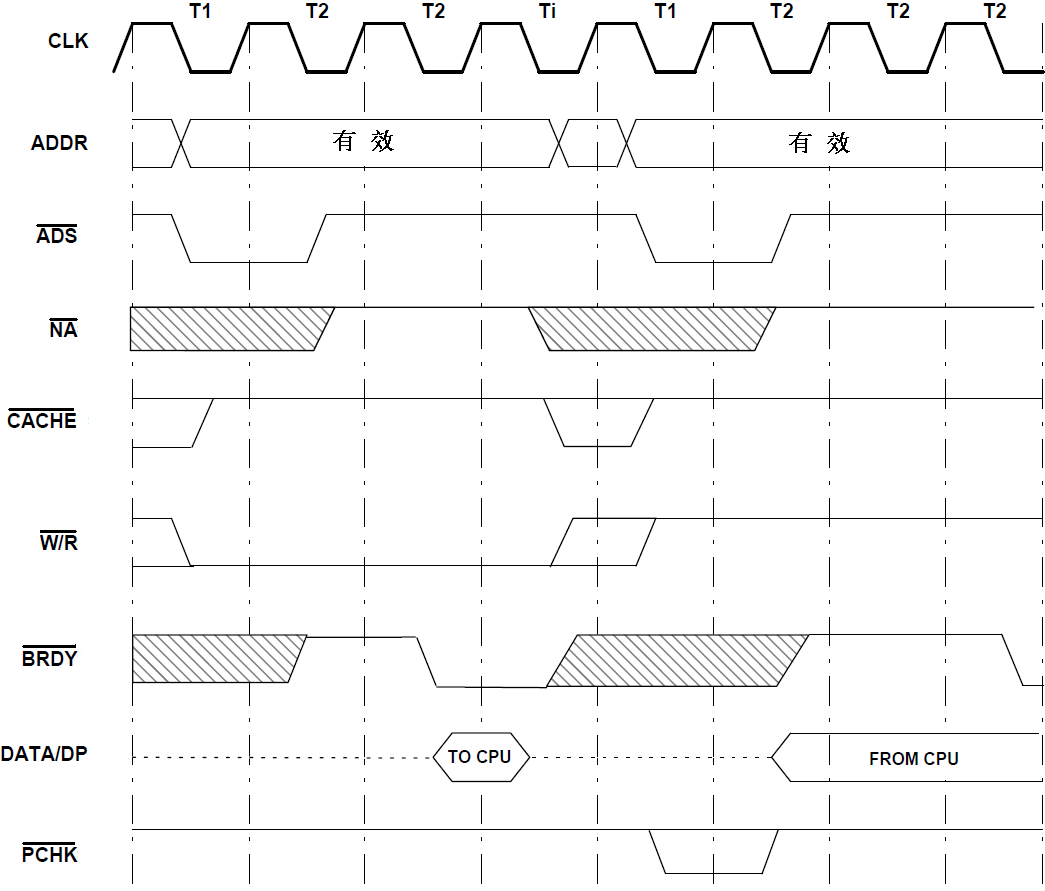 T1 T2 T2 Ti T1 T2 T2 T2
CLK
ADDR 有效 有效
ADS
NA
CACHE
W/R
BRDY
DATA/DP TO CPU FROM CPU
PCHK